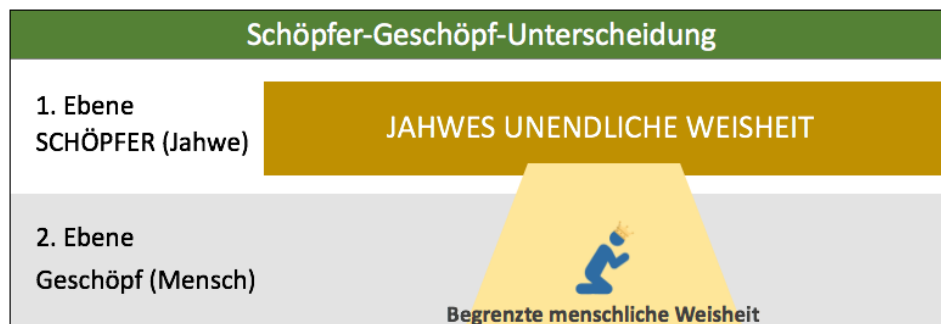 Schöpfer-Geschöpf-Unterscheidung
1. Ebene
SCHÖPFER (Jahwe)
JAHWES UNENDLICHE WEISHEIT
2. Ebene
Geschöpf (Mensch)
Begrenzte menschliche Weisheit